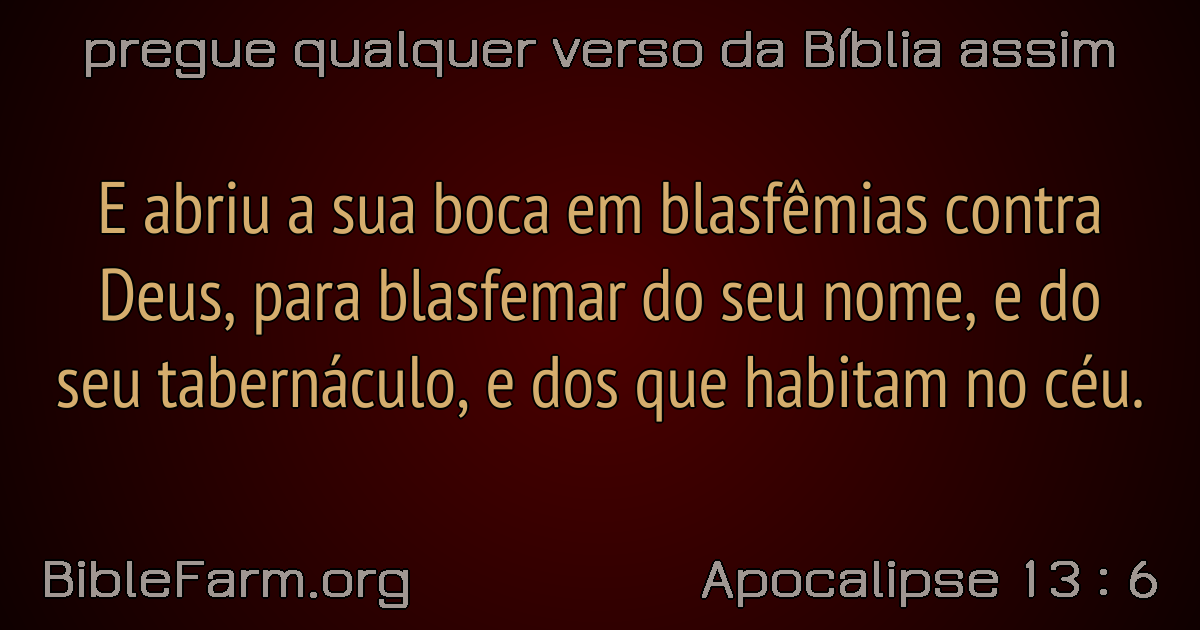 pregue qualquer verso da Bíblia assim
E abriu a sua boca em blasfêmias contra
Deus, para blasfemar do seu nome, e do
seu tabernáculo, e dos que habitam no céu.
BibleFarm.org
Apocalipse 13 : 6